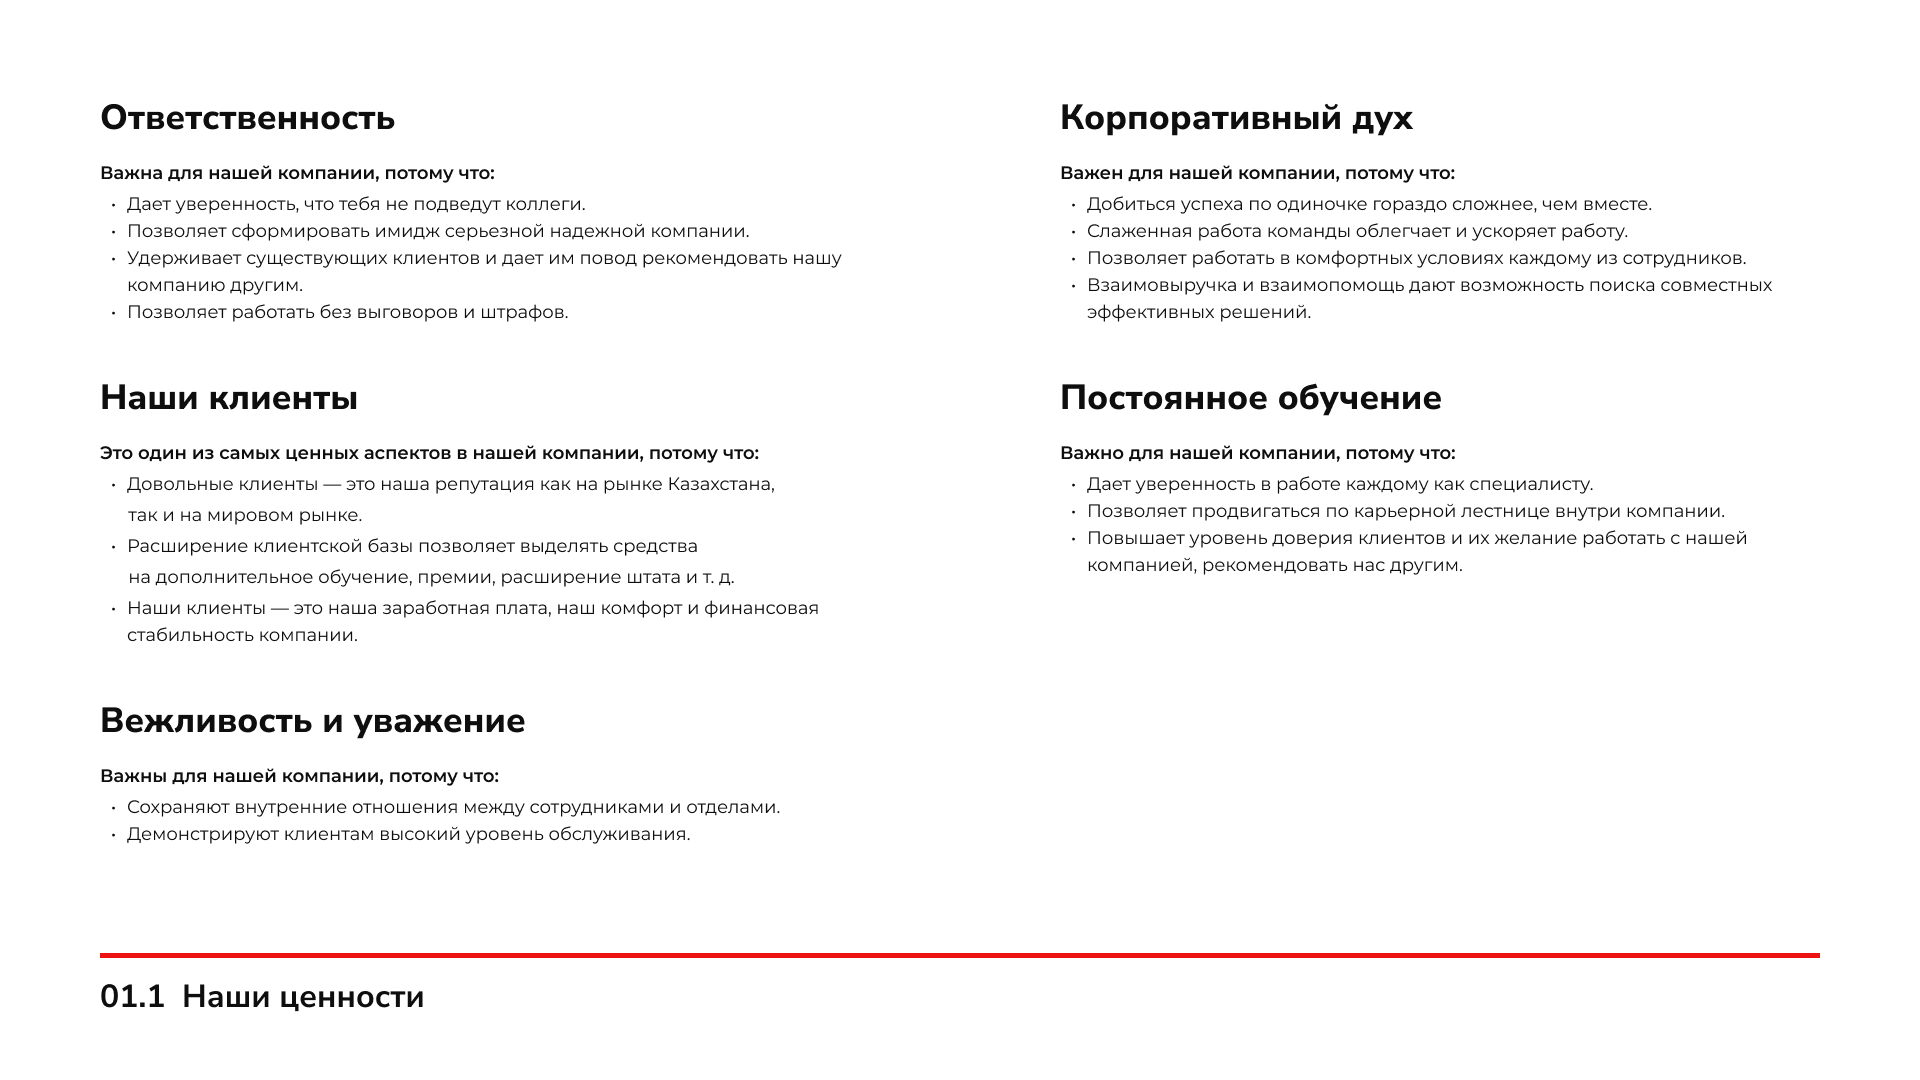 Ответственность
Важна для нашей компании, потому что:
• Дает уверенность, что тебя не подведут коллеги.
• Позволяет сформировать имидж серьезной надежной компании.
• Удерживает существующих клиентов и дает им повод рекомендовать нашу
компанию другим.
• Позволяет работать без выговоров и штрафов.
Наши клиенты
Это один из самых ценных аспектов в нашей компании, потому что:
• Довольные клиенты — это наша репутация как на рынке Казахстана,
так и на мировом рынке.
• Расширение клиентской базы позволяет выделять средства
на дополнительное обучение, премии, расширение штата и т. д.
• Наши клиенты — это наша заработная плата, наш комфорт и финансовая
стабильность компании.
Вежливость и уважение
Важны для нашей компании, потому что:
• Сохраняют внутренние отношения между сотрудниками и отделами.
• Демонстрируют клиентам высокий уровень обслуживания.
Корпоративный дух
Важен для нашей компании, потому что:
• Добиться успеха по одиночке гораздо сложнее, чем вместе.
• Слаженная работа команды облегчает и ускоряет работу.
• Позволяет работать в комфортных условиях каждому из сотрудников.
• Взаимовыручка и взаимопомощь дают возможность поиска совместных
эффективных решений.
Постоянное обучение
Важно для нашей компании, потому что:
• Дает уверенность в работе каждому как специалисту.
• Позволяет продвигаться по карьерной лестнице внутри компании.
• Повышает уровень доверия клиентов и их желание работать с нашей
компанией, рекомендовать нас другим.
01.1 Наши ценности